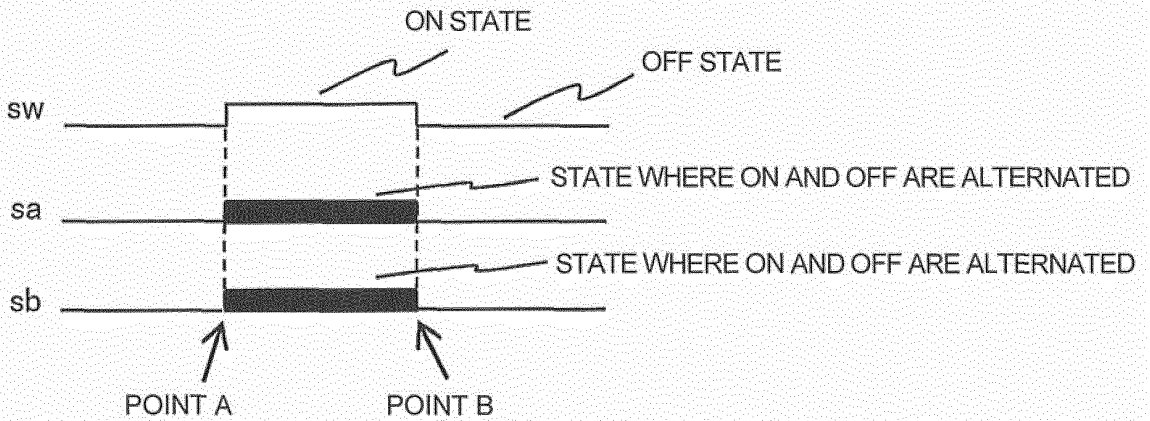 ON STATE
OFF STATE
sw
STATE WHERE ON AND OFF ARE ALTERNATED
sa
STATE WHERE ON AND OFF ARE ALTERNATED
sb
POINT A
POINT B